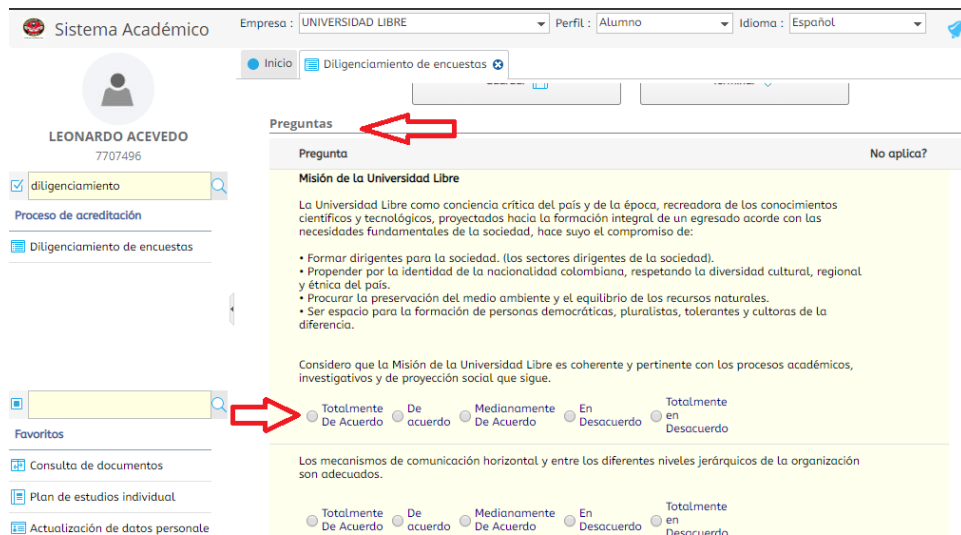 Sistema Académico
Empresa : UNIVERSIDAD LIBRE Perfil : Alumno Idioma : Español
Inicio Diligenciamiento de encuestas
LEONARDO ACEVEDO
7707496
diligenciamiento
Proceso de acreditación
Diligenciamiento de encuestas
Favoritos
Consulta de documentos
Plan de estudios individual
Actualización de datos personale
Preguntas
Pregunta No aplica?
Misión de la Universidad Libre
La Universidad Libre como conciencia crítica del país y de la época, recreadora de los conocimientos
científicos y tecnológicos, proyectados hacia la formación integral de un egresado acorde con las
necesidades fundamentales de la sociedad, hace suyo el compromiso de:
• Formar dirigentes para la sociedad. (los sectores dirigentes de la sociedad).
• Propender por la identidad de la nacionalidad colombiana, respetando la diversidad cultural, regional
y étnica del país.
• Procurar la preservación del medio ambiente y el equilibrio de los recursos naturales.
• Ser espacio para la formación de personas democráticas, pluralistas, tolerantes y cultoras de la
diferencia.
Considero que la Misión de la Universidad Libre es coherente y pertinente con los procesos académicos,
investigativos y de proyección social que sigue.
Totalmente De Acuerdo
De acuerdo
Medianamente De Acuerdo
En Desacuerdo
Totalmente en Desacuerdo
Los mecanismos de comunicación horizontal y entre los diferentes niveles jerárquicos de la organización
son adecuados.
Totalmente De Acuerdo
De acuerdo
Medianamente De Acuerdo
En Desacuerdo
Totalmente en Desacuerdo